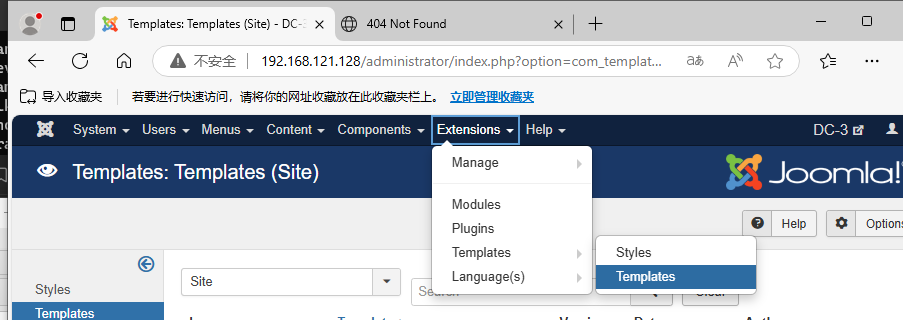 Templates: Templates (Site) - DC-3
404 Not Found
不安全
192.168.121.128/administrator/index.php?option=com_templat...
导入收藏夹
若要进行快速访问，请将你的网址收藏放在此收藏夹栏上。 立即管理收藏夹
System Users Menus Content Components Extensions Help DC-3
Templates: Templates (Site)
Joomla!
Manage
Modules
Plugins
Templates
Language(s)
Styles
Templates
Help
Options
Styles
Templates
Site
Search
Clear